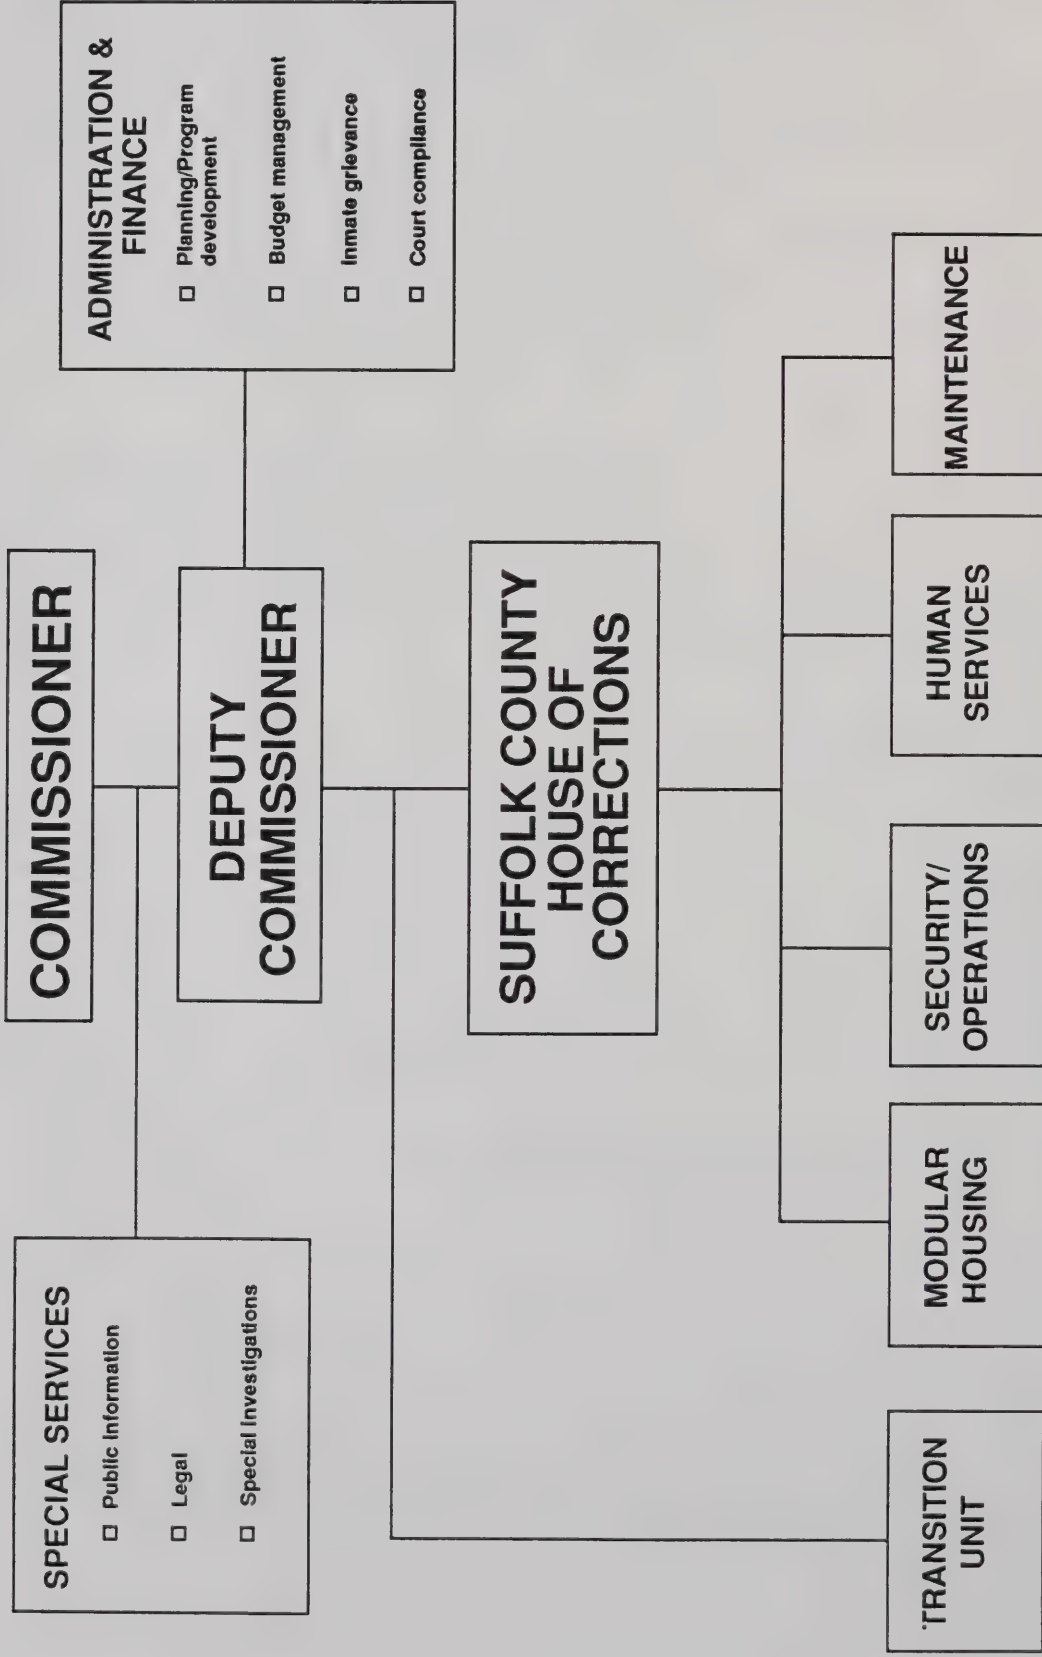 COMMISSIONER
SPECIAL SERVICES
☐ Public Information
☐ Legal
☐ Special Investigations
DEPUTY
COMMISSIONER
ADMINISTRATION &
FINANCE
☐ Planning/Program
development
☐ Budget management
☐ Inmate grievance
☐ Court compliance
SUFFOLK COUNTY
HOUSE OF
CORRECTIONS
TRANSITION
UNIT
MODULAR
HOUSING
SECURITY/
OPERATIONS
HUMAN
SERVICES
MAINTENANCE